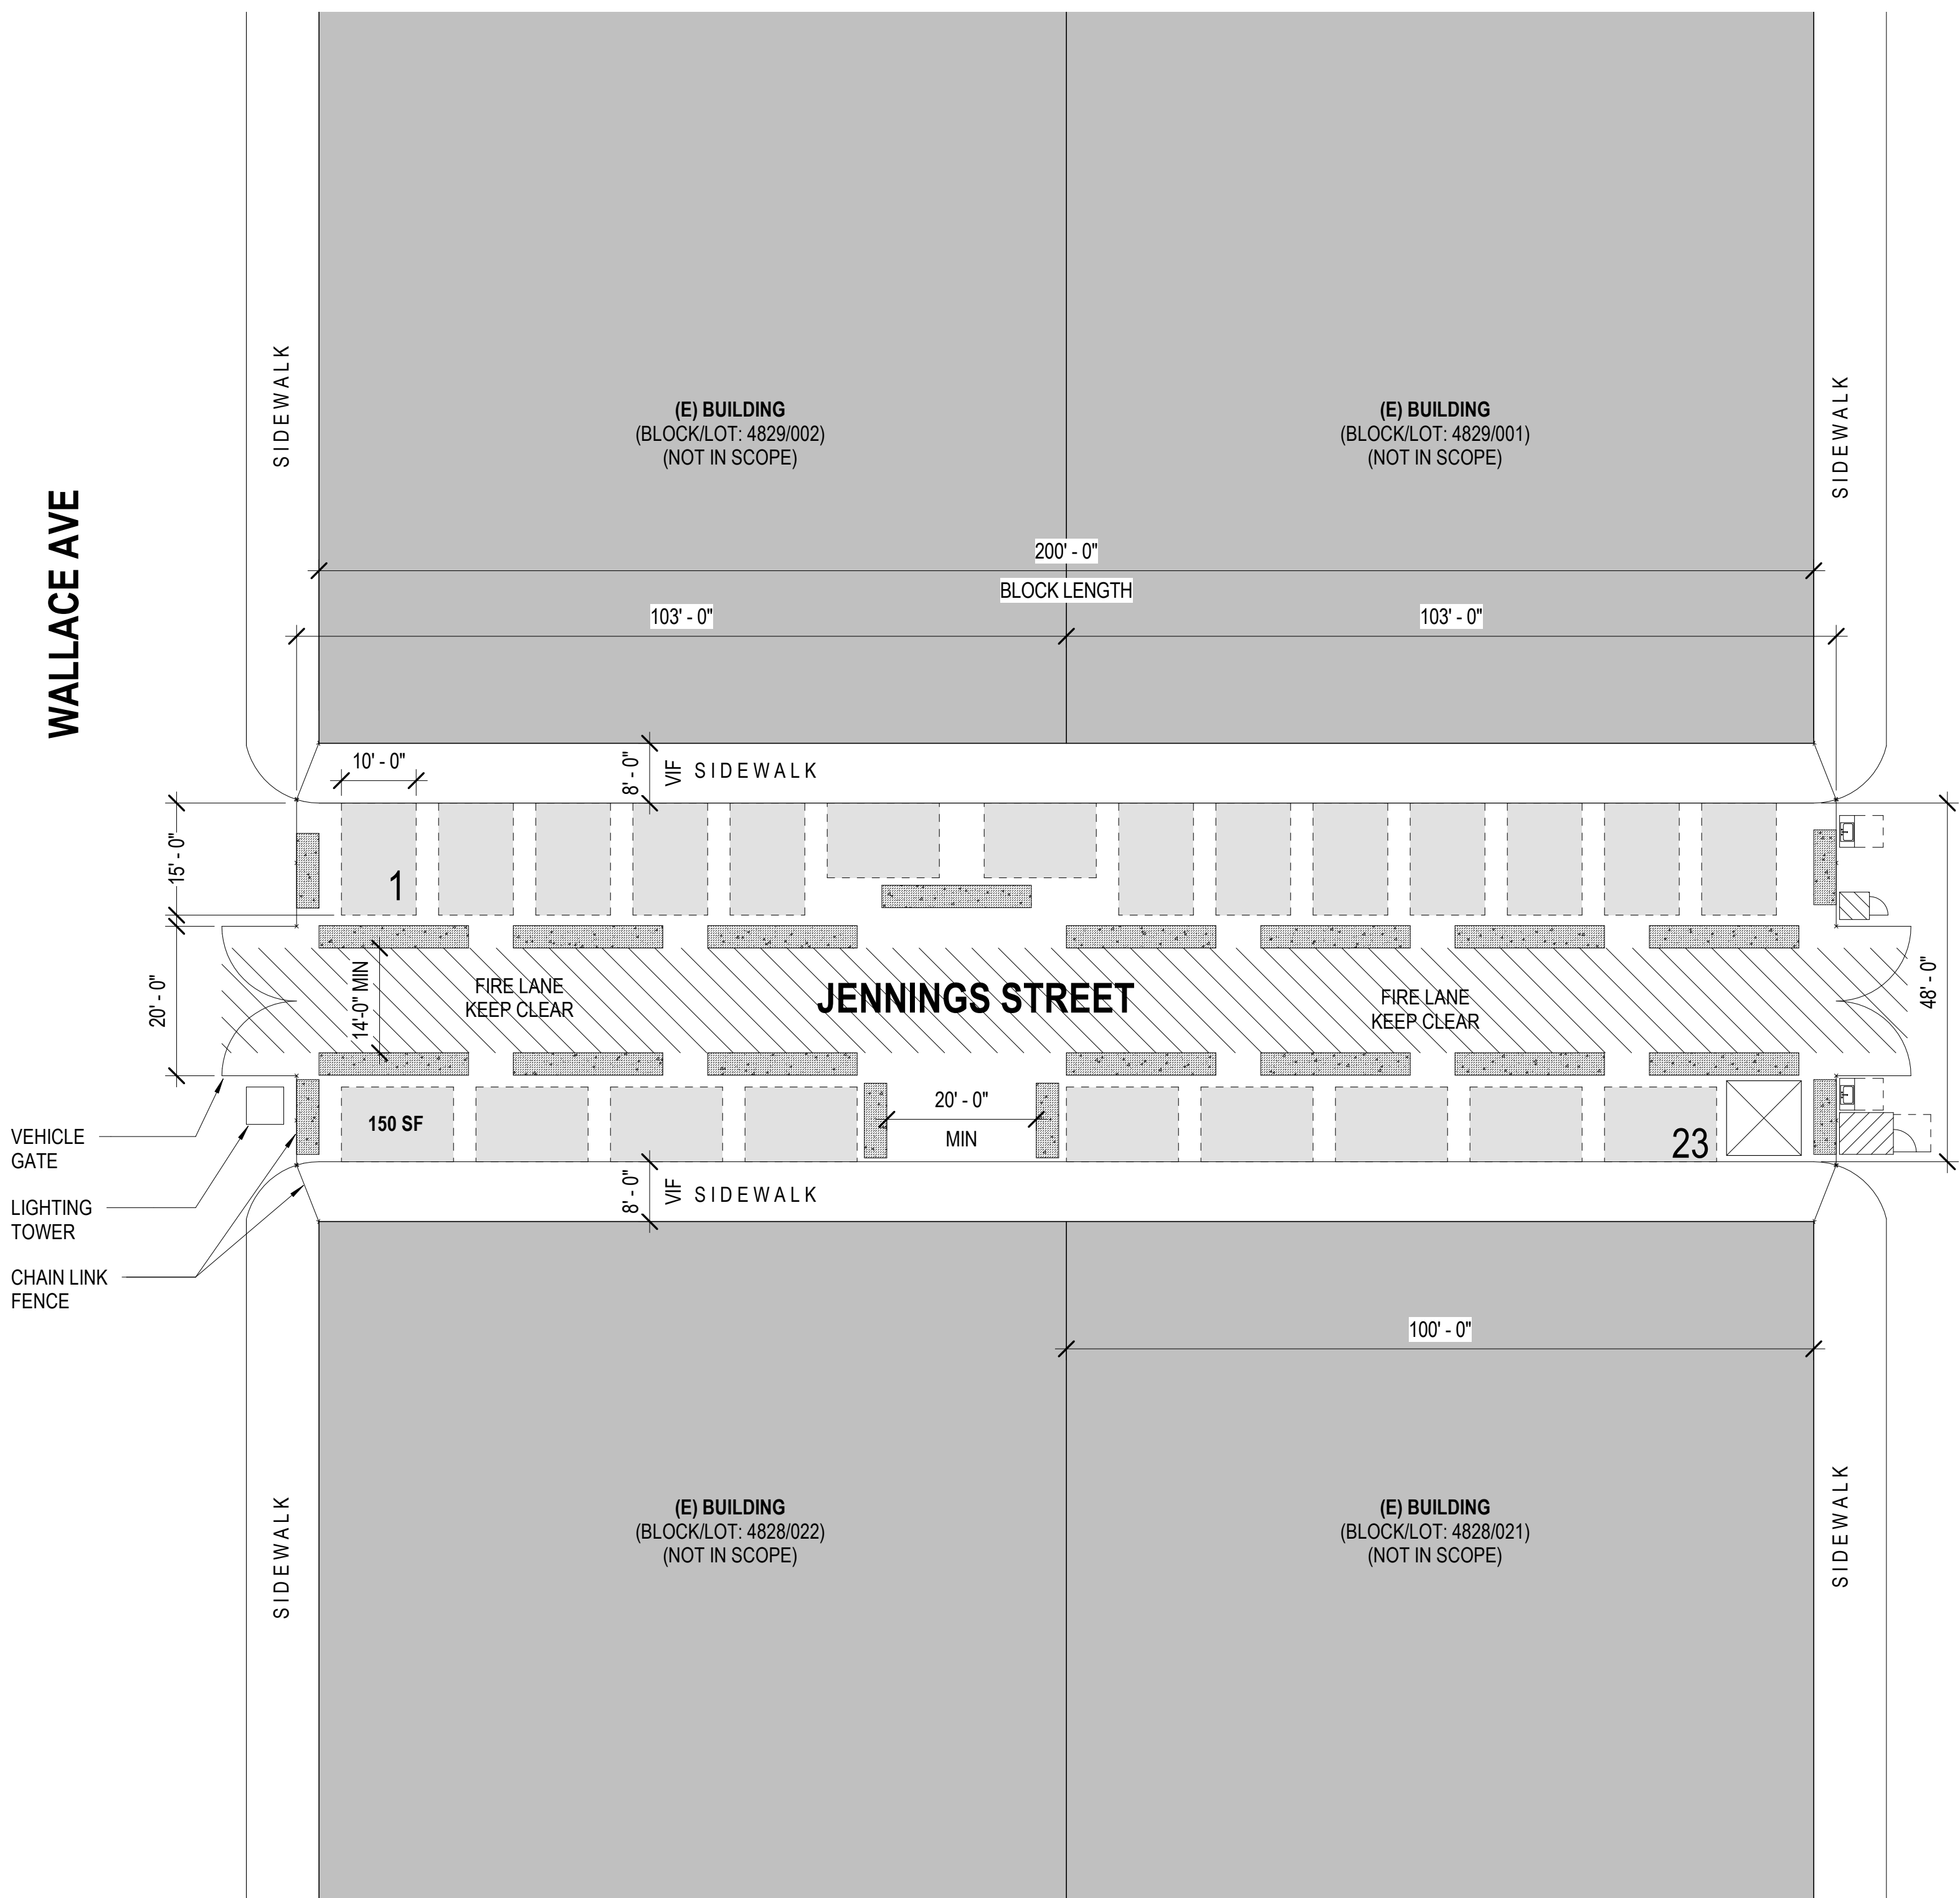 SIDEWALK
SIDEWALK
(E) BUILDING
(BLOCK/LOT: 4829/002)
(NOT IN SCOPE)
(E) BUILDING
(BLOCK/LOT: 4829/001)
(NOT IN SCOPE)
WALLACE AVE
200' - 0"
BLOCK LENGTH
103' - 0"
103' - 0"
10' - 0"
8' - 0"
VIF
SIDEWALK
15' - 0"
1
20' - 0"
14'-0" MIN
FIRE LANE
KEEP CLEAR
JENNINGS STREET
FIRE LANE
KEEP CLEAR
48' - 0"
150 SF
20' - 0"
MIN
23
VEHICLE
GATE
8' - 0"
VIF
SIDEWALK
LIGHTING
TOWER
CHAIN LINK
FENCE
100' - 0"
SIDEWALK
SIDEWALK
(E) BUILDING
(BLOCK/LOT: 4828/022)
(NOT IN SCOPE)
(E) BUILDING
(BLOCK/LOT: 4828/021)
(NOT IN SCOPE)